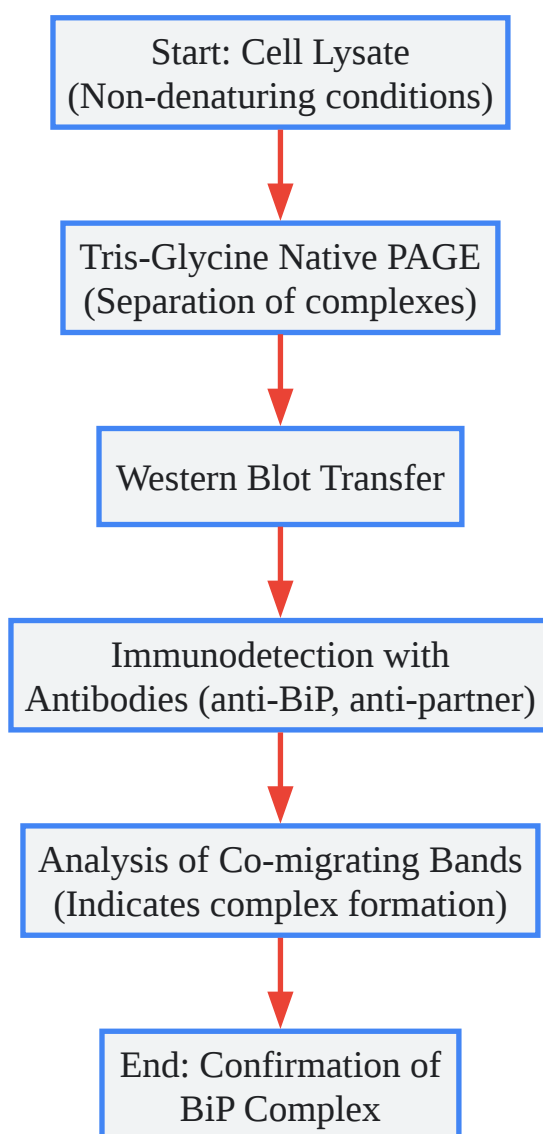 Start: Cell Lysate
(Non-denaturing conditions)
Tris-Glycine Native PAGE
(Separation of complexes)
Western Blot Transfer
Immunodetection with
Antibodies (anti-BiP, anti-partner)
Analysis of Co-migrating Bands
(Indicates complex formation)
End: Confirmation of
BiP Complex